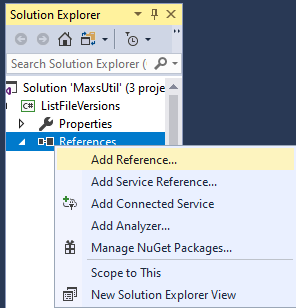 Solution Explorer
Search Solution Explorer (
Solution 'MaxsUtil' (3 proje
C# ListFileVersions
Properties
References
Add Reference...
Add Service Reference...
Add Connected Service
Add Analyzer...
Manage NuGet Packages...
Scope to This
New Solution Explorer View